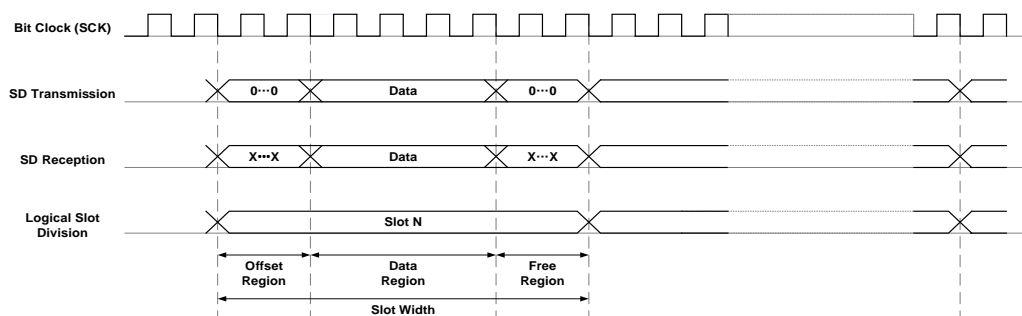 Bit Clock (SCK)
SD Transmission
0···0
Data
0···0
SD Reception
X···X
Data
X···X
Logical Slot
Division
Slot N
Offset
Region
Data
Region
Free
Region
Slot Width